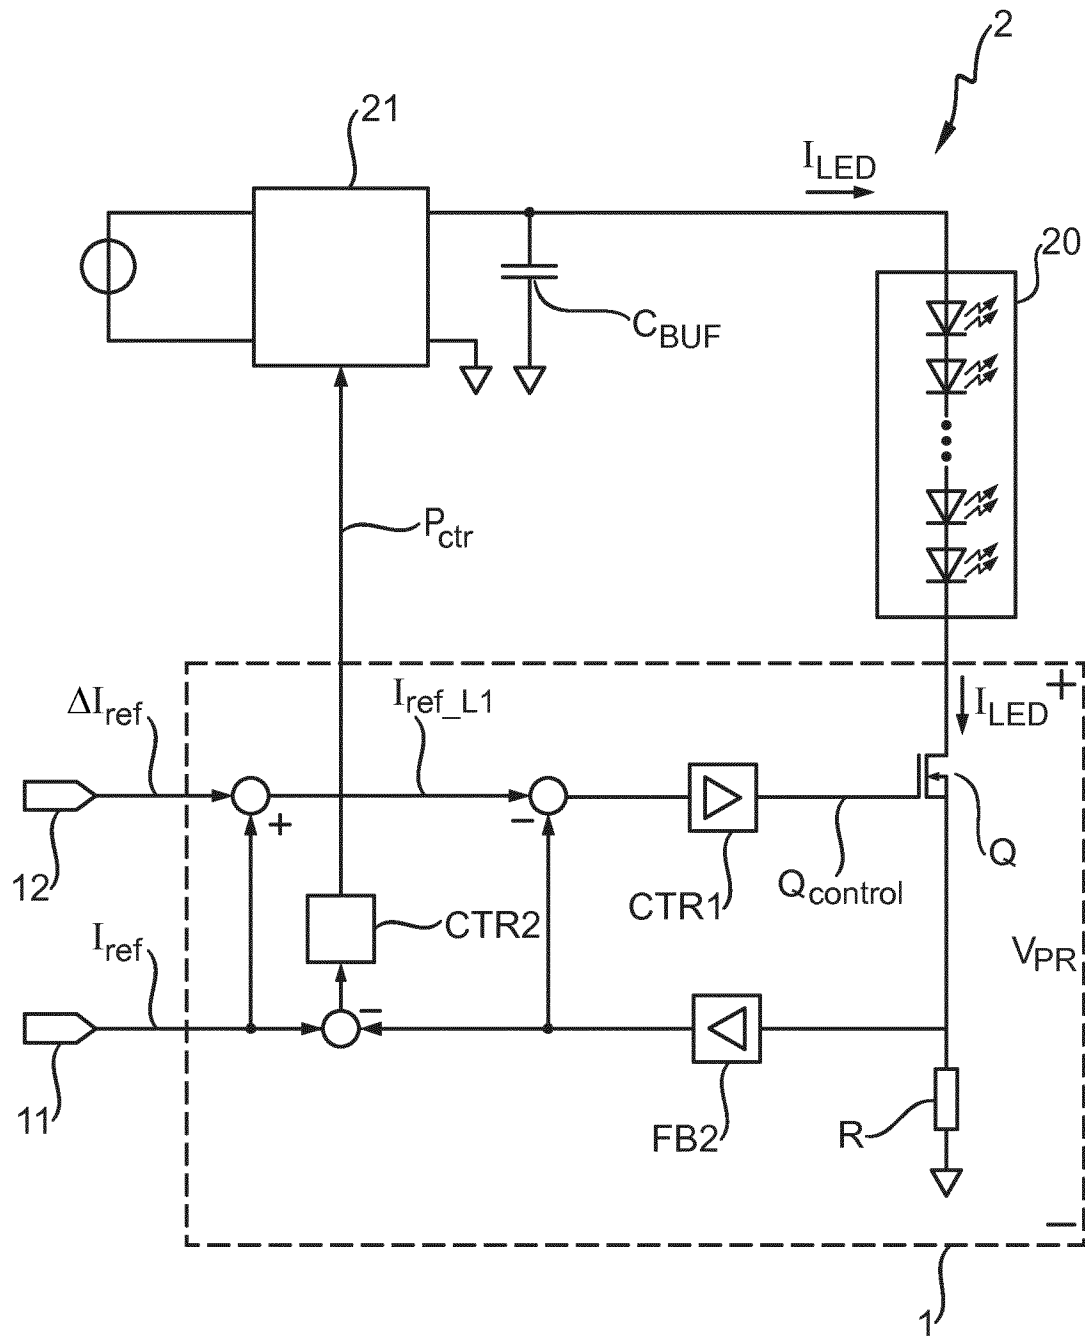 2
21
I_LED
20
C_BUF
P_ctr
ΔI_ref
I_ref_L1
I_LED
+
+
−
Q
12
CTR1
Q_control
CTR2
I_ref
V_PR
−
11
FB2
R
−
1